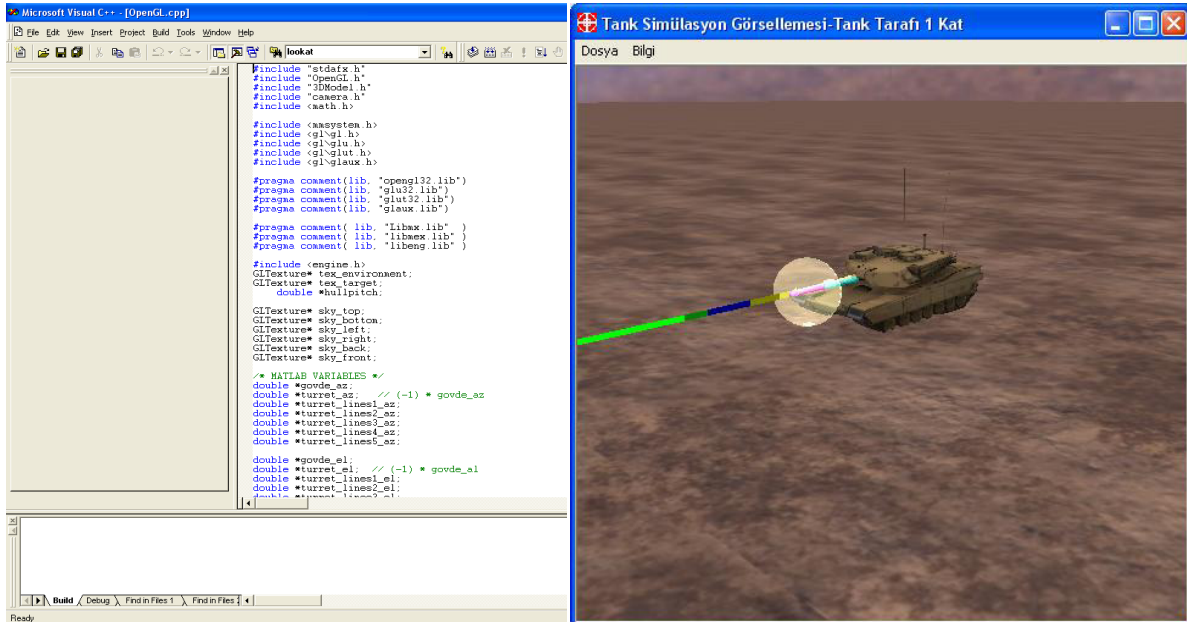 Microsoft Visual C++ - [OpenGL.cpp]
File Edit View Insert Project Build Tools Window Help
lookat
#include "stdafx.h"
#include "OpenGL.h"
#include "3DModel.h"
#include "camera.h"
#include <math.h>
#include <mmsystem.h>
#include <gl\gl.h>
#include <gl\glu.h>
#include <gl\glut.h>
#include <gl\glaux.h>
#pragma comment(lib, "opengl32.lib")
#pragma comment(lib, "glu32.lib")
#pragma comment(lib, "glut32.lib")
#pragma comment(lib, "glaux.lib")
#pragma comment( lib, "Libmx.lib" )
#pragma comment( lib, "libmex.lib" )
#pragma comment( lib, "libeng.lib" )
#include <engine.h>
GLTexture* tex_environment;
GLTexture* tex_target;
double *hullpitch;
GLTexture* sky_top;
GLTexture* sky_bottom;
GLTexture* sky_left;
GLTexture* sky_right;
GLTexture* sky_back;
GLTexture* sky_front;
/* MATLAB VARIABLES */
double *govde_az;
double *turret_az; // (-1) * govde_az
double *turret_lines1_az;
double *turret_lines2_az;
double *turret_lines3_az;
double *turret_lines4_az;
double *turret_lines5_az;
double *govde_el;
double *turret_el; // (-1) * govde_al
double *turret_lines1_el;
double *turret_lines2_el;
Build Debug Find in Files 1 Find in Files
Ready
Tank Simülasyon Görsellemesi-Tank Tarafı 1 Kat
Dosya Bilgi